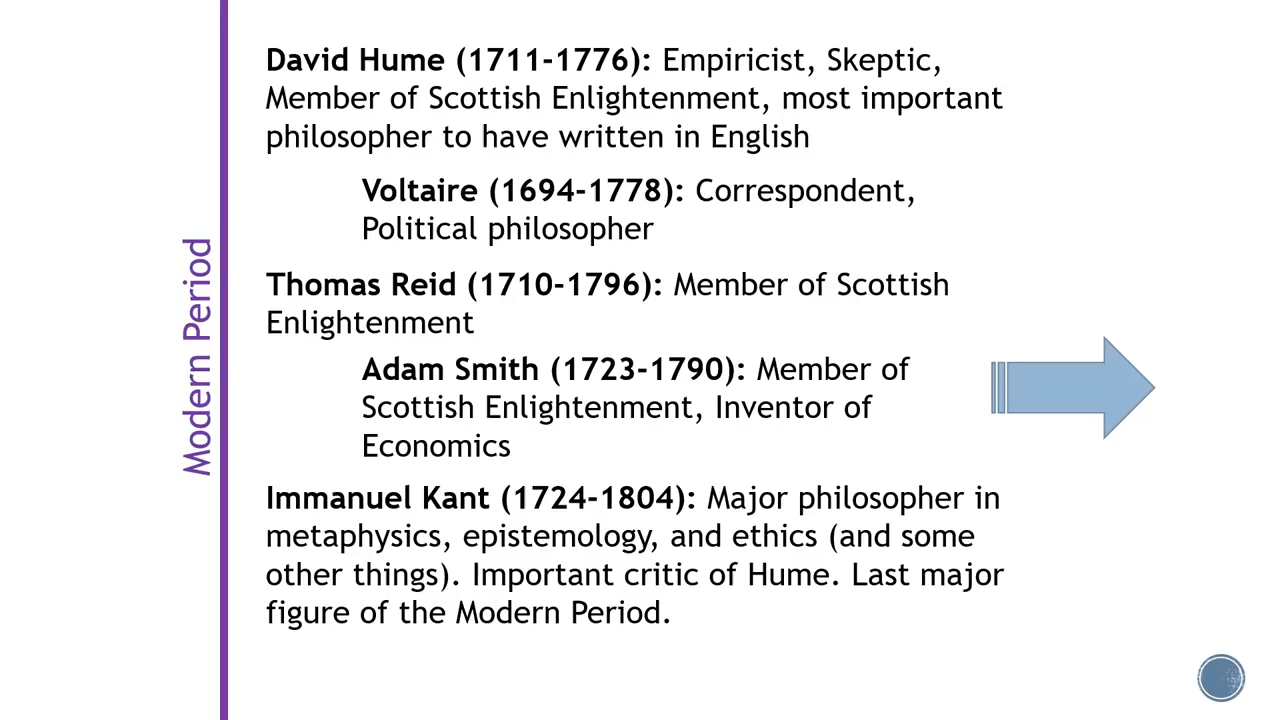 David Hume (1711-1776): Empiricist, Skeptic,
Member of Scottish Enlightenment, most important
philosopher to have written in English
Voltaire (1694-1778): Correspondent,
Political philosopher
Thomas Reid (1710-1796): Member of Scottish
Enlightenment
Adam Smith (1723-1790): Member of
Scottish Enlightenment, Inventor of
Economics
Immanuel Kant (1724-1804): Major philosopher in
metaphysics, epistemology, and ethics (and some
other things). Important critic of Hume. Last major
figure of the Modern Period.
Modern Period